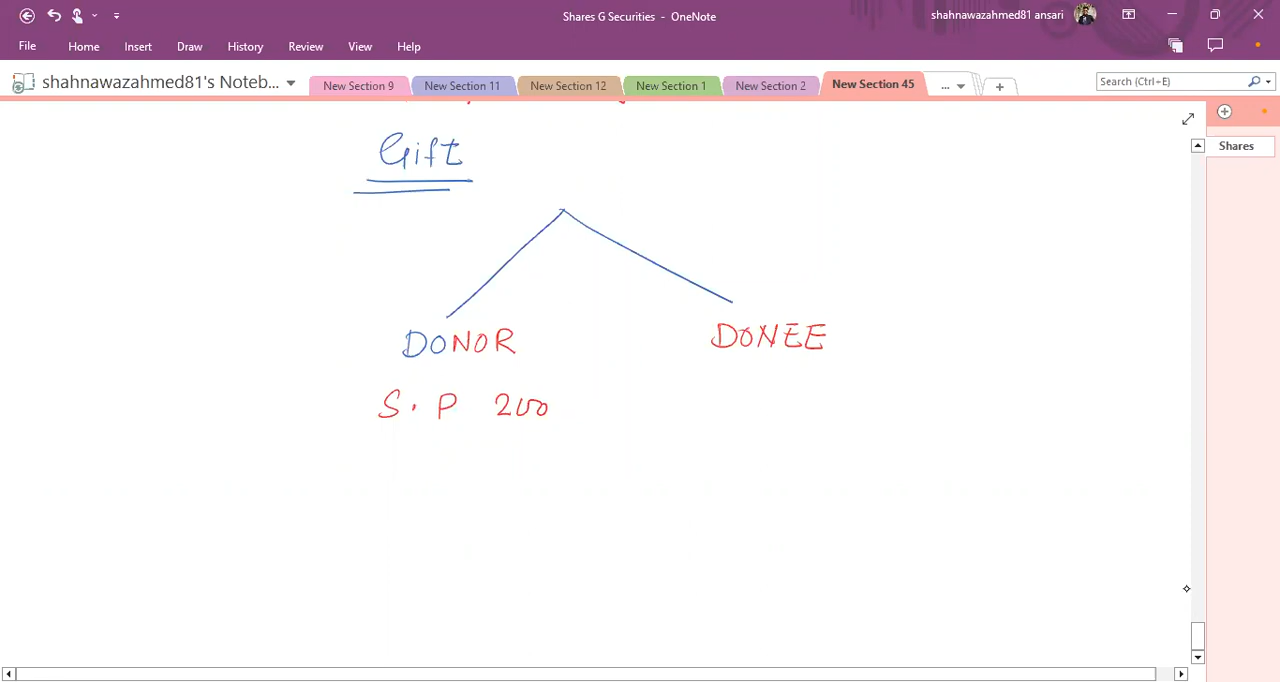 Shares G Securities - OneNote
shahnawazahmed81 ansari
File Home Insert Draw History Review View Help
shahnawazahmed81's Noteb... New Section 9 New Section 11 New Section 12 New Section 1 New Section 2 New Section 45 ... Search (Ctrl+E)
Shares
Gift
DONOR DONEE
S.P 200